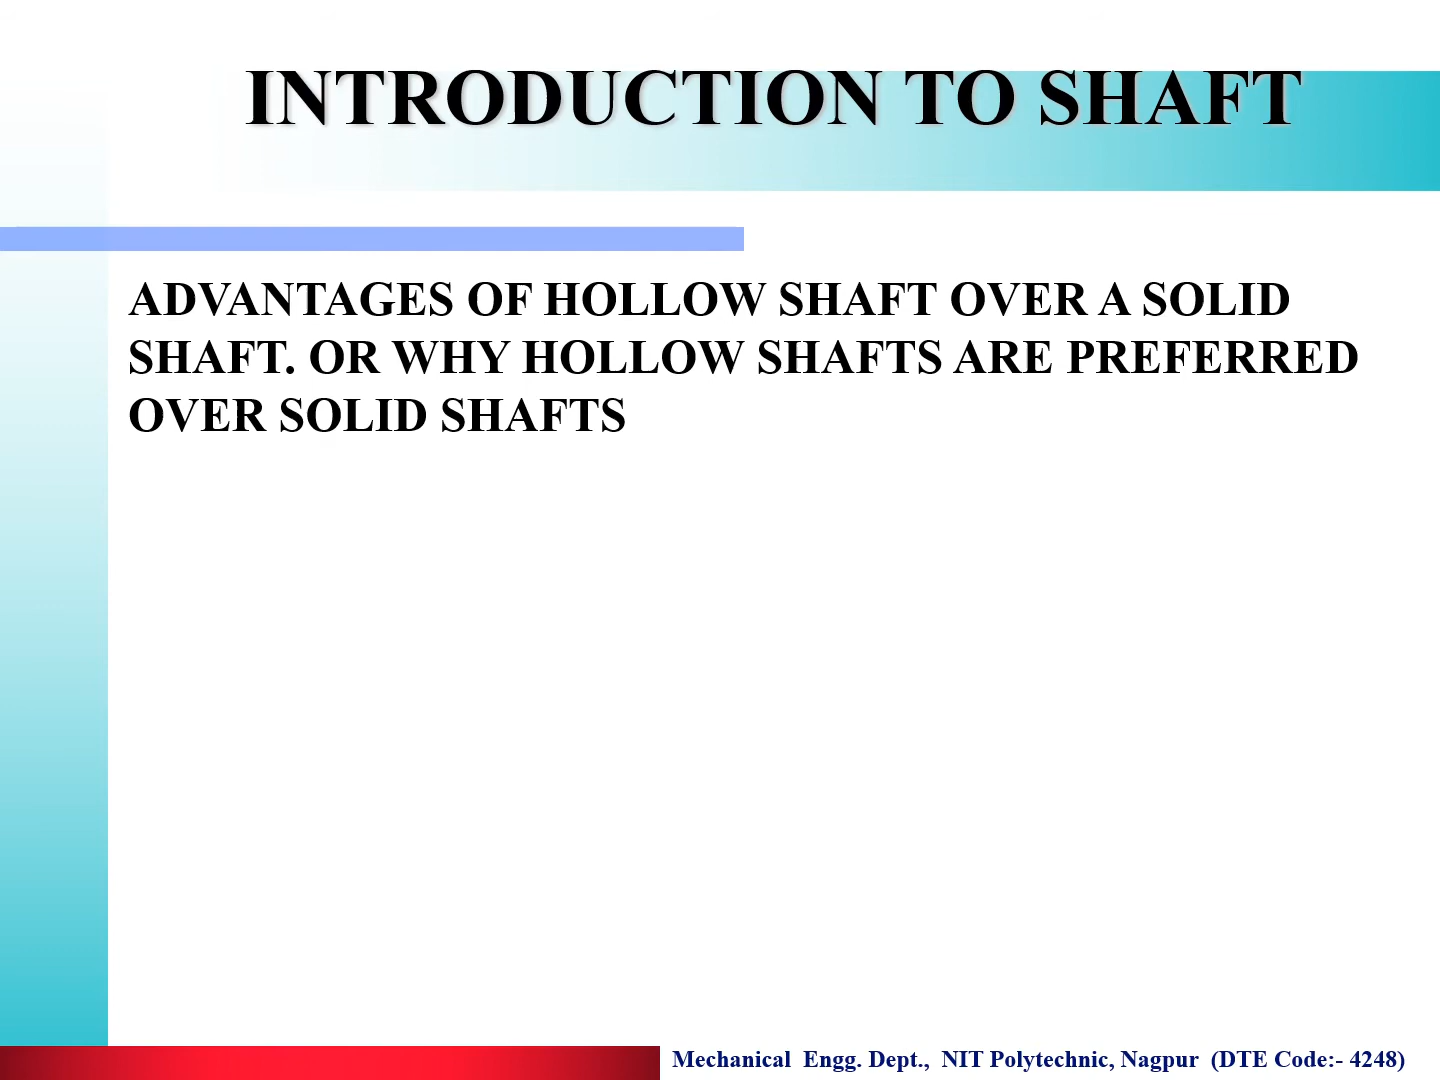 INTRODUCTION TO SHAFT
ADVANTAGES OF HOLLOW SHAFT OVER A SOLID
SHAFT. OR WHY HOLLOW SHAFTS ARE PREFERRED
OVER SOLID SHAFTS
Mechanical Engg. Dept., NIT Polytechnic, Nagpur (DTE Code:- 4248)